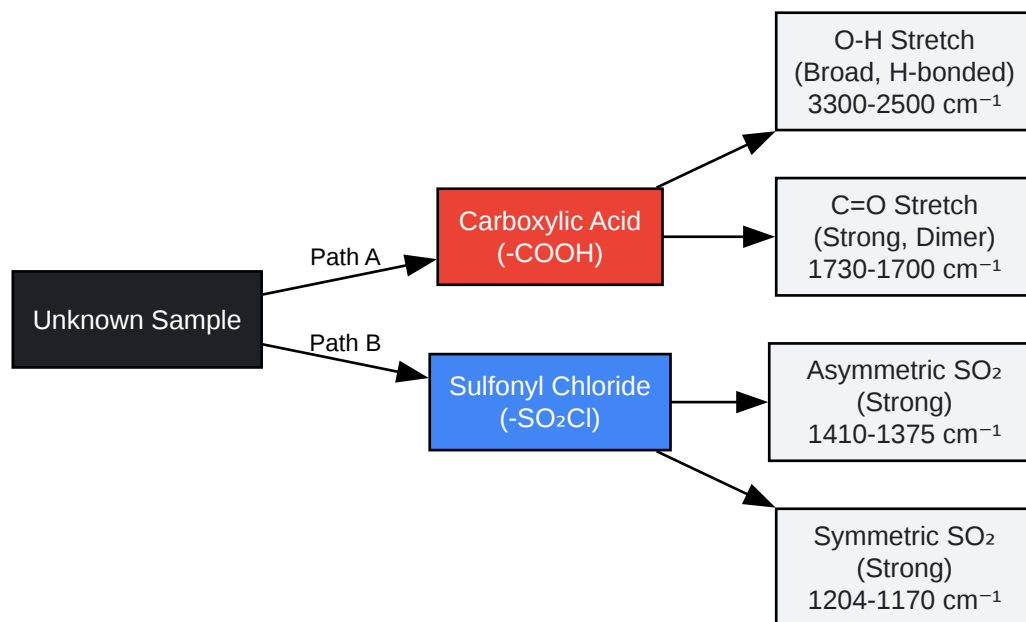 O-H Stretch
(Broad, H-bonded)
3300-2500 cm⁻¹
C=O Stretch
(Strong, Dimer)
1730-1700 cm⁻¹
Carboxylic Acid
(-COOH)
Path A
Unknown Sample
Path B
Sulfonyl Chloride
(-SO₂Cl)
Asymmetric SO₂
(Strong)
1410-1375 cm⁻¹
Symmetric SO₂
(Strong)
1204-1170 cm⁻¹